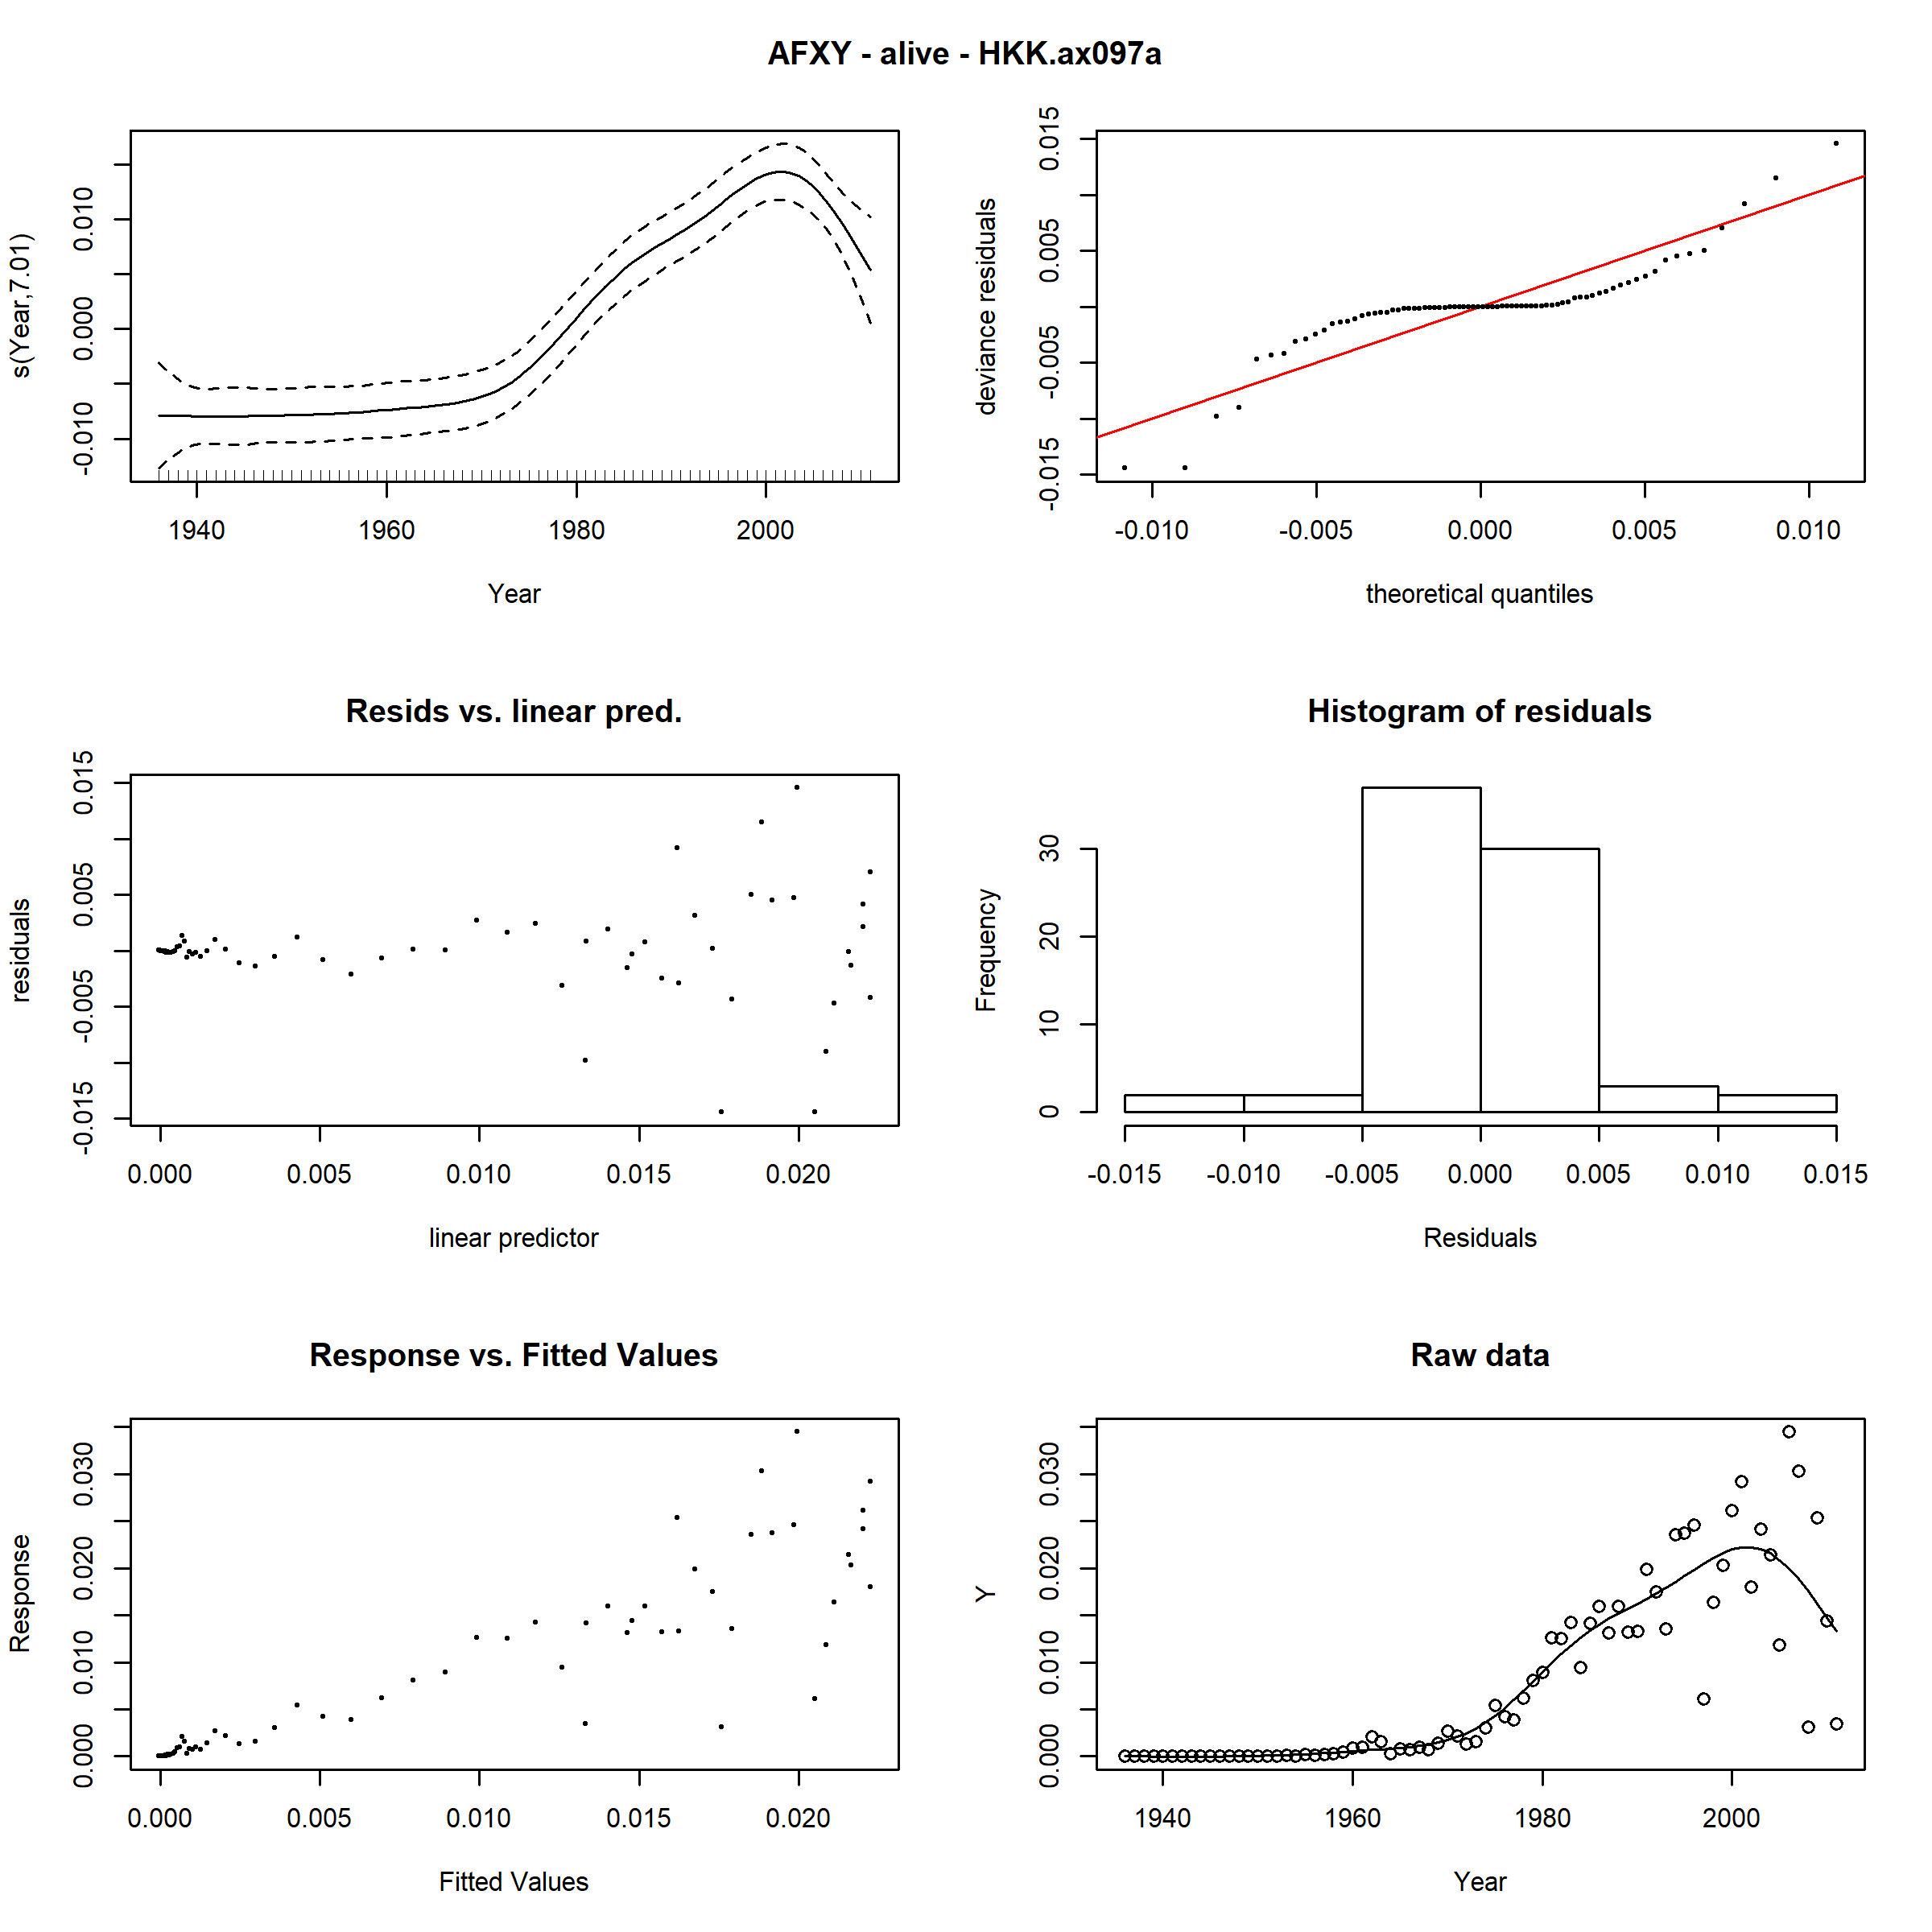 AFXY - alive - HKK.ax097a
s(Year,7.01)
-0.010 0.000 0.010
1940 1960 1980 2000
Year
deviance residuals
-0.015 -0.005 0.005 0.015
-0.010 -0.005 0.000 0.005 0.010
theoretical quantiles
Resids vs. linear pred.
residuals
-0.015 -0.005 0.005 0.015
0.000 0.005 0.010 0.015 0.020
linear predictor
Histogram of residuals
Frequency
0 10 20 30
-0.015 -0.010 -0.005 0.000 0.005 0.010 0.015
Residuals
Response vs. Fitted Values
Response
0.000 0.010 0.020 0.030
0.000 0.005 0.010 0.015 0.020
Fitted Values
Raw data
Y
0.000 0.010 0.020 0.030
1940 1960 1980 2000
Year